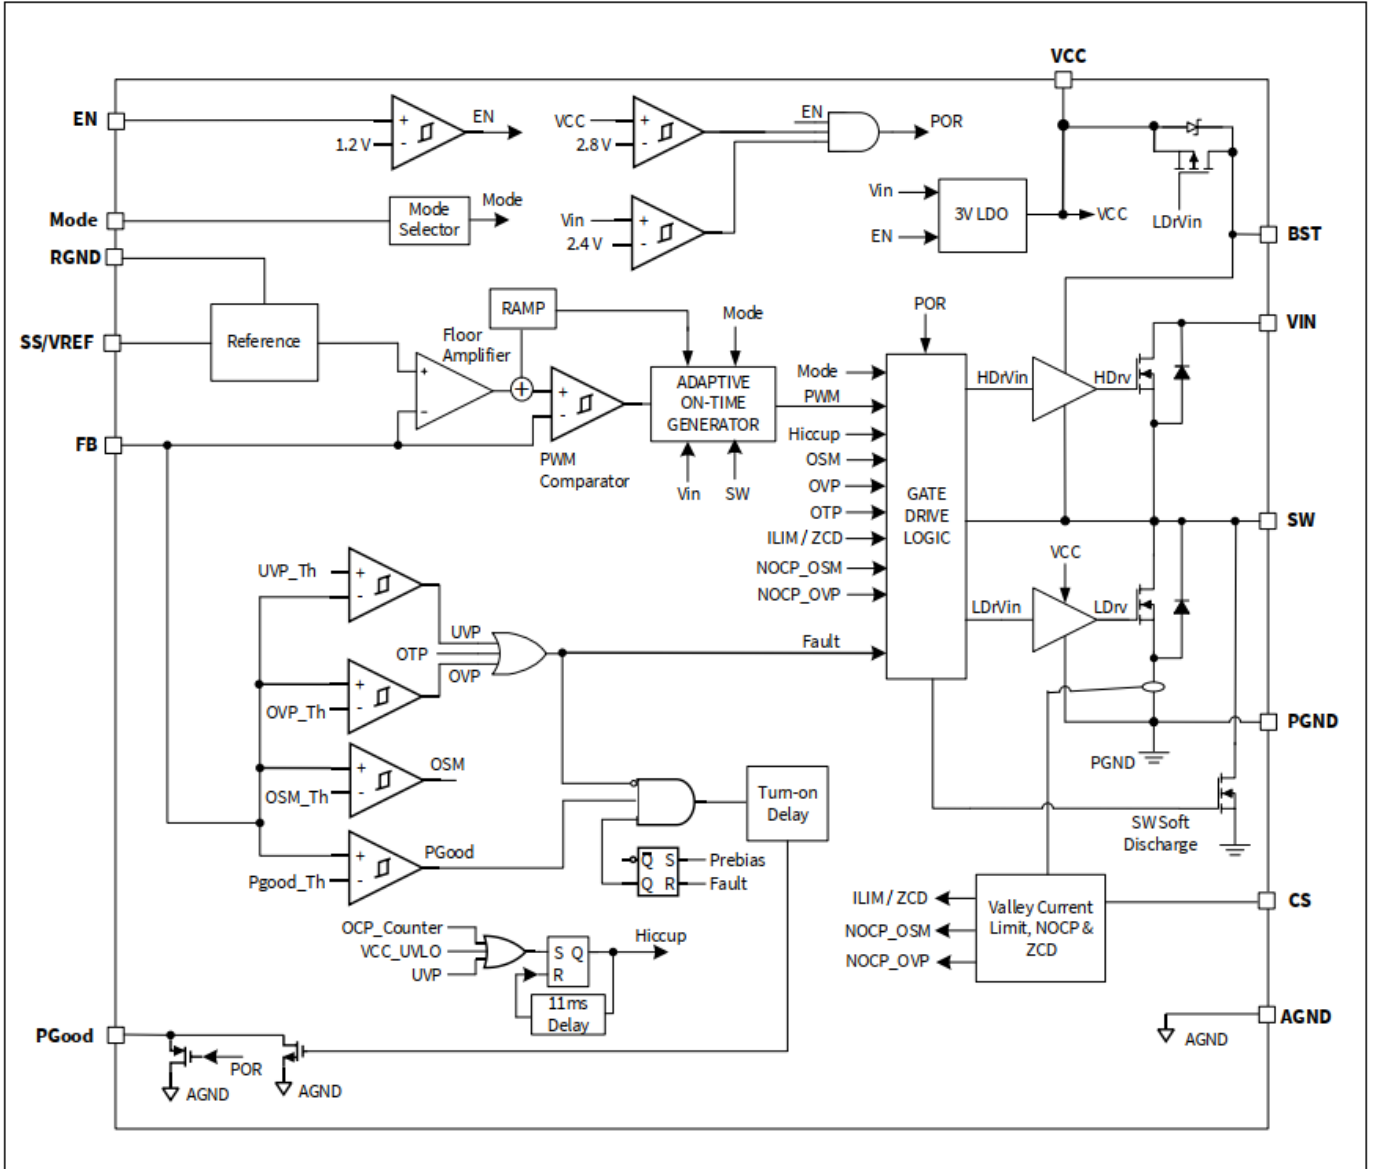 VCC
EN
+
-
1.2 V
EN
VCC
2.8 V
+
-
EN
POR
Mode
Mode
Selector
Mode
Vin
2.4 V
+
-
Vin
EN
3V LDO
VCC
LDrVin
BST
RGND
SS/VREF
Reference
Floor
Amplifier
+
-
RAMP
+
+
-
PWM
Comparator
Mode
ADAPTIVE
ON-TIME
GENERATOR
Vin
SW
FB
POR
Mode
PWM
Hiccup
OSM
OVP
OTP
ILIM / ZCD
NOCP_OSM
NOCP_OVP
Fault
GATE
DRIVE
LOGIC
HDrVin
HDrv
VIN
SW
VCC
LDrVin
LDrv
PGND
PGND
SW Soft
Discharge
UVP_Th
+
-
UVP
OTP
OVP
+
OVP_Th
-
+
OSM_Th
-
OSM
+
Pgood_Th
-
PGood
Turn-on
Delay
Q S
Prebias
Q R
Fault
OCP_Counter
VCC_UVLO
UVP
S Q
R
Hiccup
11ms
Delay
ILIM / ZCD
NOCP_OSM
NOCP_OVP
Valley Current
Limit, NOCP &
ZCD
CS
AGND
AGND
PGood
POR
AGND
AGND